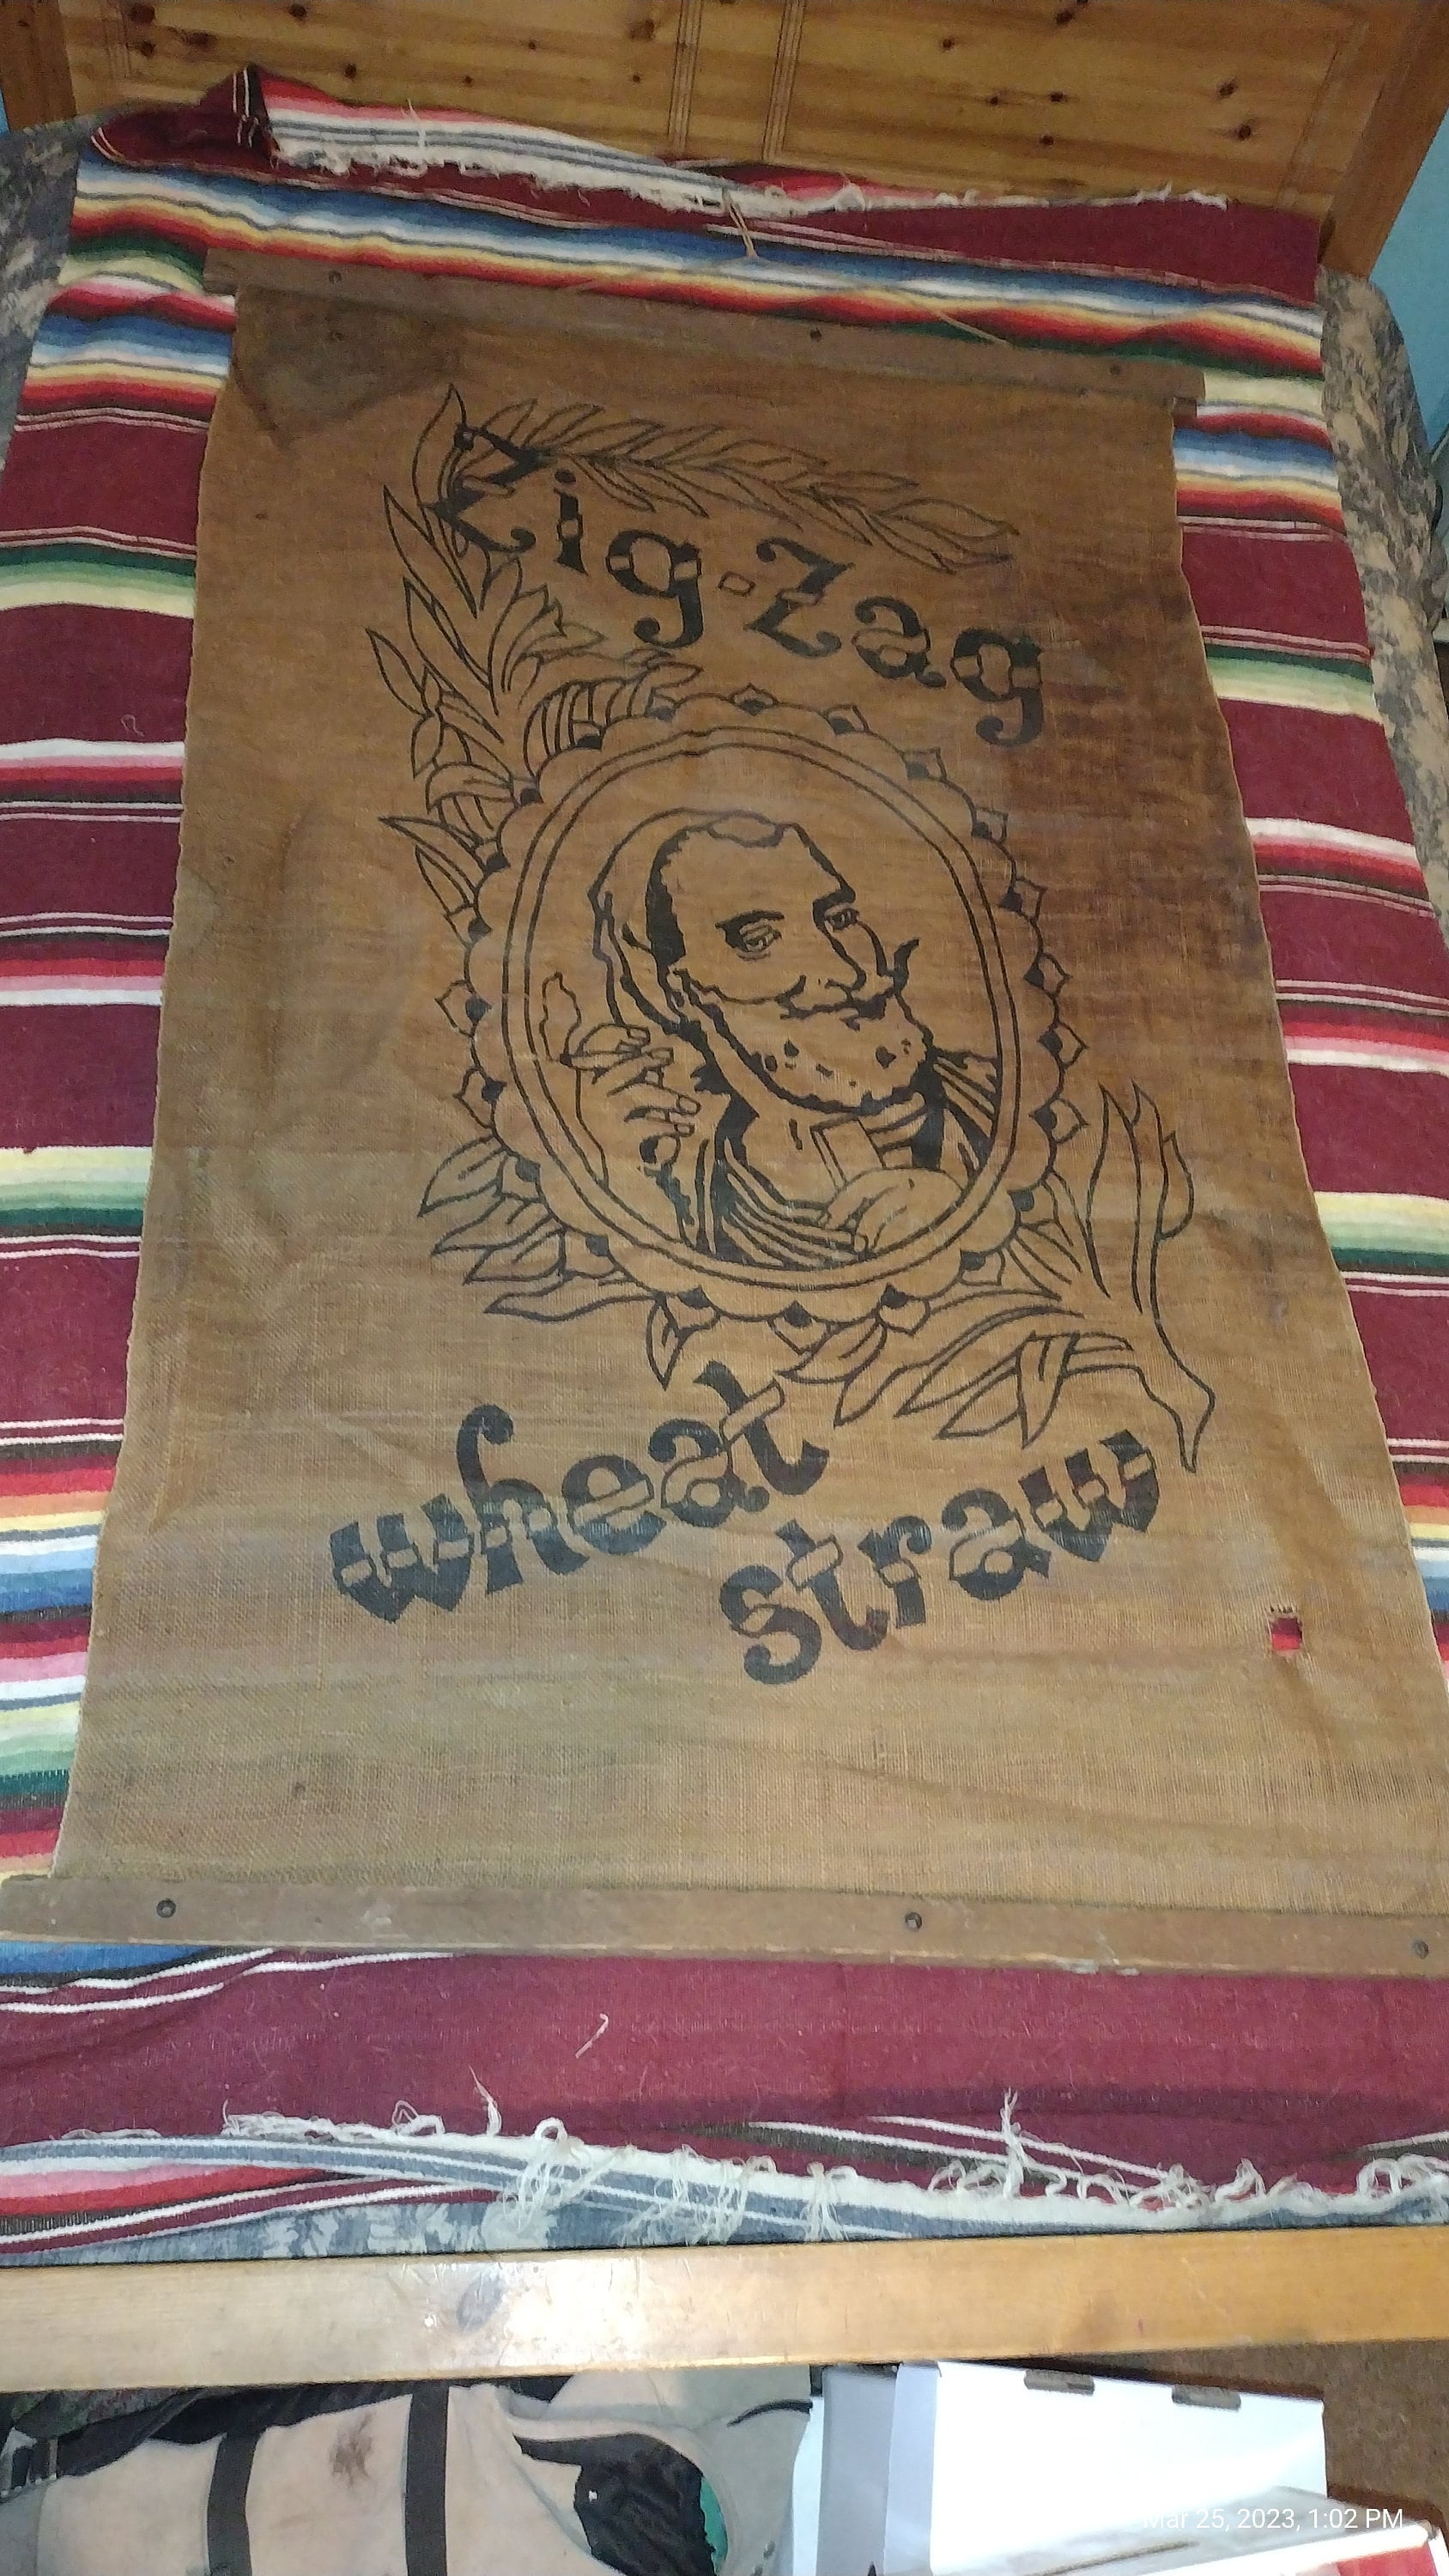 Zig-Zag
wheat
straw
Mar 25, 2023, 1:02 PM